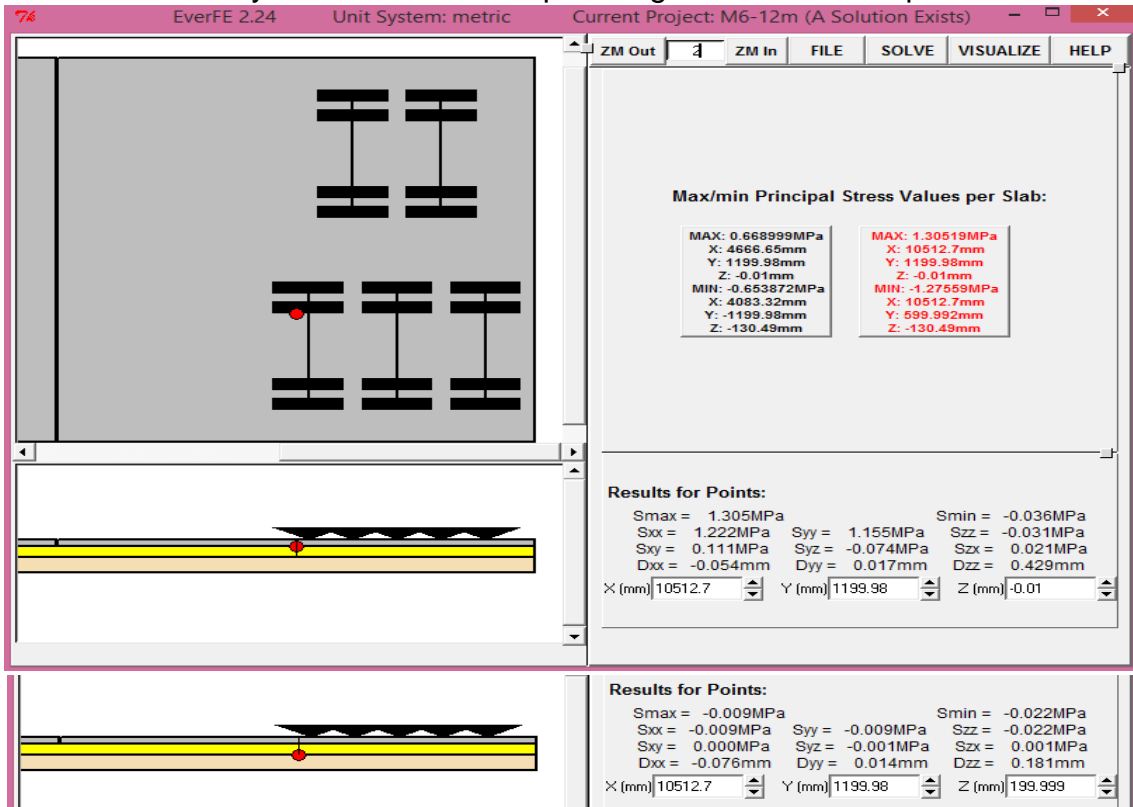 EverFE 2.24 Unit System: metric Current Project: M6-12m (A Solution Exists)
ZM Out 2 ZM In FILE SOLVE VISUALIZE HELP
Max/min Principal Stress Values per Slab:
MAX: 0.668999MPa
X: 4666.65mm
Y: 1199.98mm
Z: -0.01mm
MIN: -0.653872MPa
X: 4083.32mm
Y: -1199.98mm
Z: -130.49mm
MAX: 1.30519MPa
X: 10512.7mm
Y: 1199.98mm
Z: -0.01mm
MIN: -1.27559MPa
X: 10512.7mm
Y: 599.992mm
Z: -130.49mm
Results for Points:
Smax = 1.305MPa Smin = -0.036MPa
Sxx = 1.222MPa Syy = 1.155MPa Szz = -0.031MPa
Sxy = 0.111MPa Syz = -0.074MPa Szx = 0.021MPa
Dxx = -0.054mm Dyy = 0.017mm Dzz = 0.429mm
X (mm) 10512.7 Y (mm) 1199.98 Z (mm) -0.01
Results for Points:
Smax = -0.009MPa Smin = -0.022MPa
Sxx = -0.009MPa Syy = -0.009MPa Szz = -0.022MPa
Sxy = 0.000MPa Syz = -0.001MPa Szx = 0.001MPa
Dxx = -0.076mm Dyy = 0.014mm Dzz = 0.181mm
X (mm) 10512.7 Y (mm) 1199.98 Z (mm) 199.999